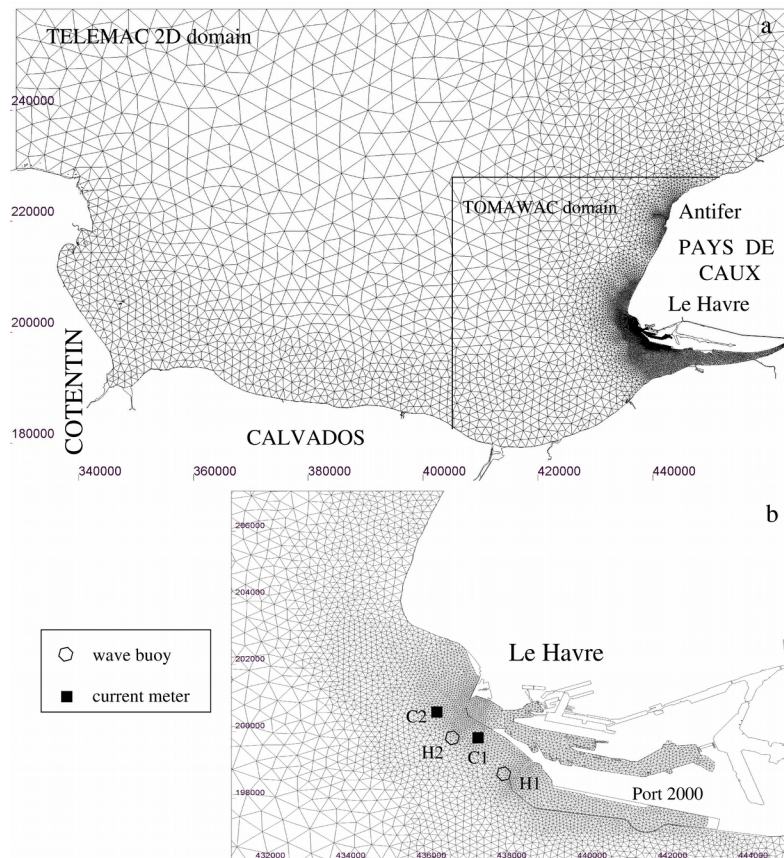 a
TELEMAC 2D domain
240000
220000
TOMAWAC domain
Antifer
PAYS DE
CAUX
Le Havre
200000
COTENTIN
CALVADOS
180000
340000 360000 380000 400000 420000 440000
b
206000
204000
Le Havre
wave buoy
202000
current meter
C2
200000
H2
C1
H1
Port 2000
198000
432000 434000 436000 438000 440000 442000 444000